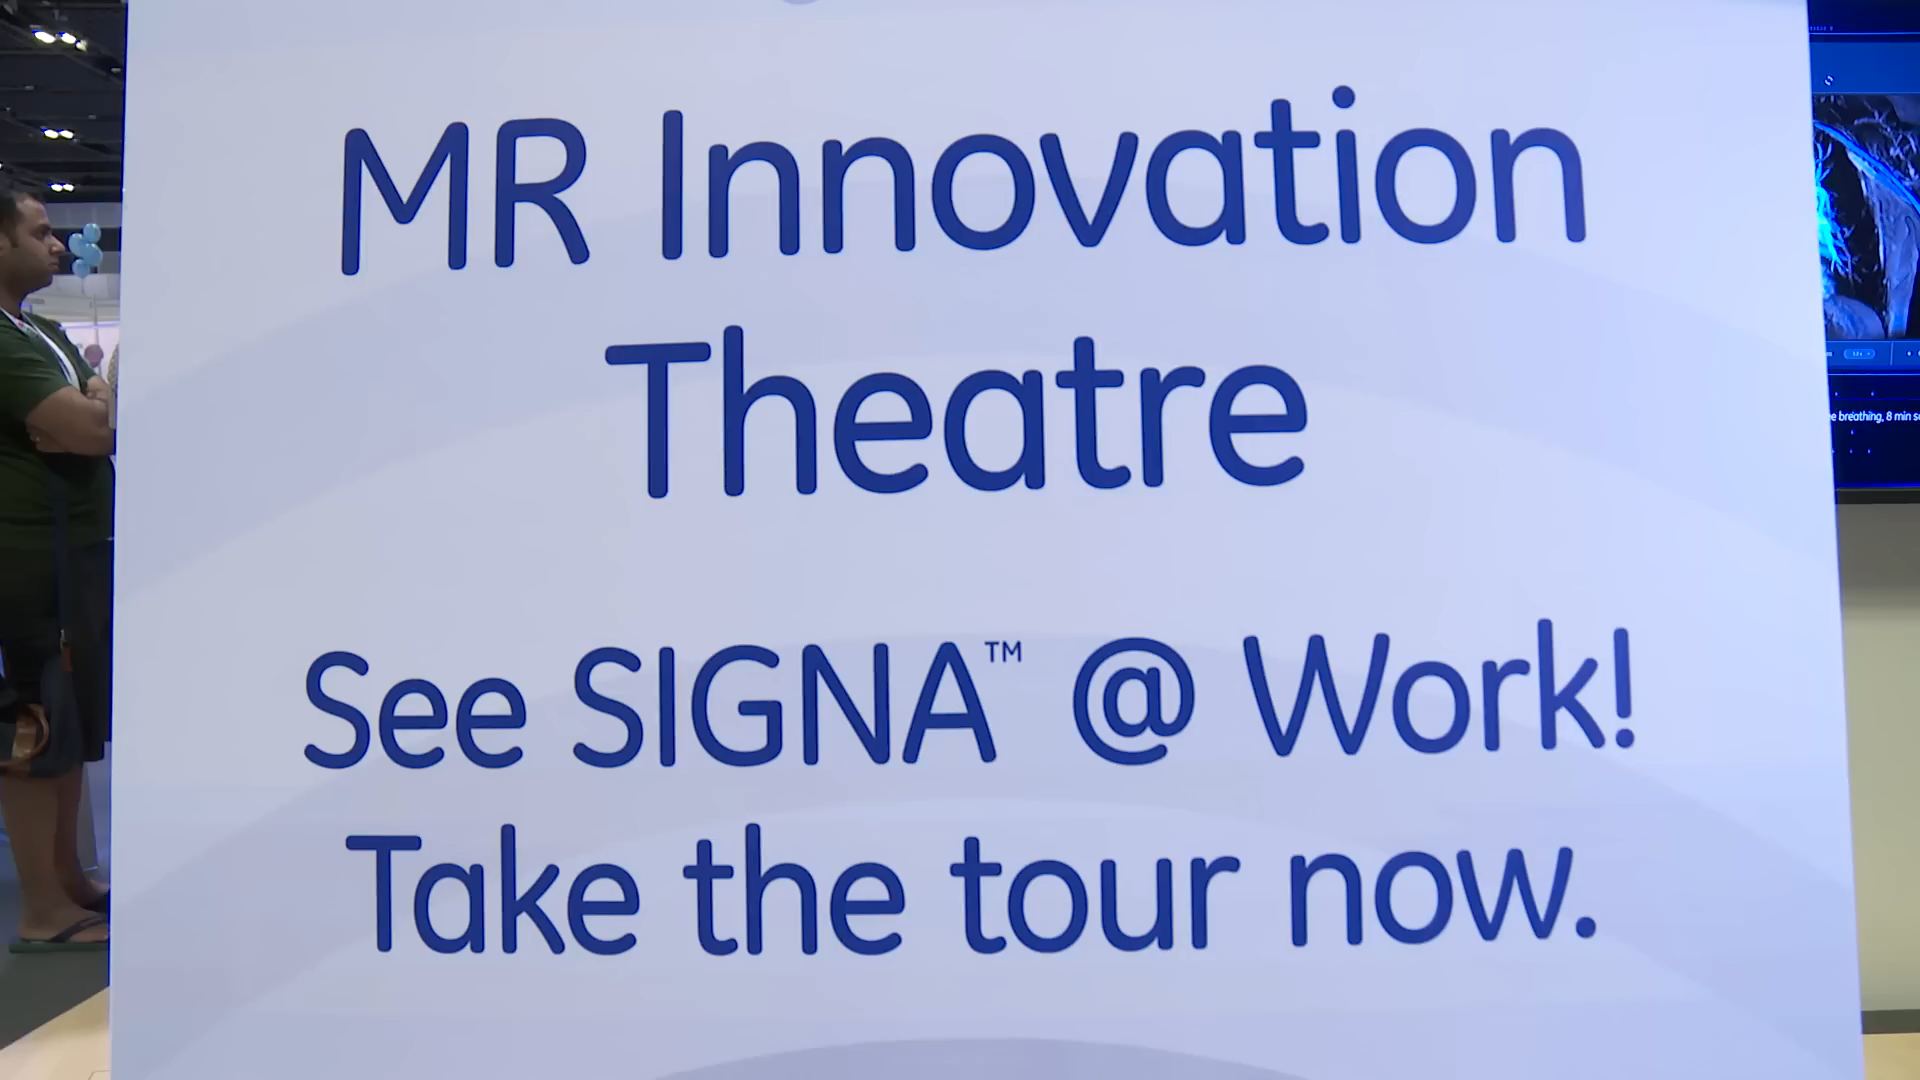 MR Innovation
Theatre
See SIGNA™ @ Work!
Take the tour now.
breathing, 8 min